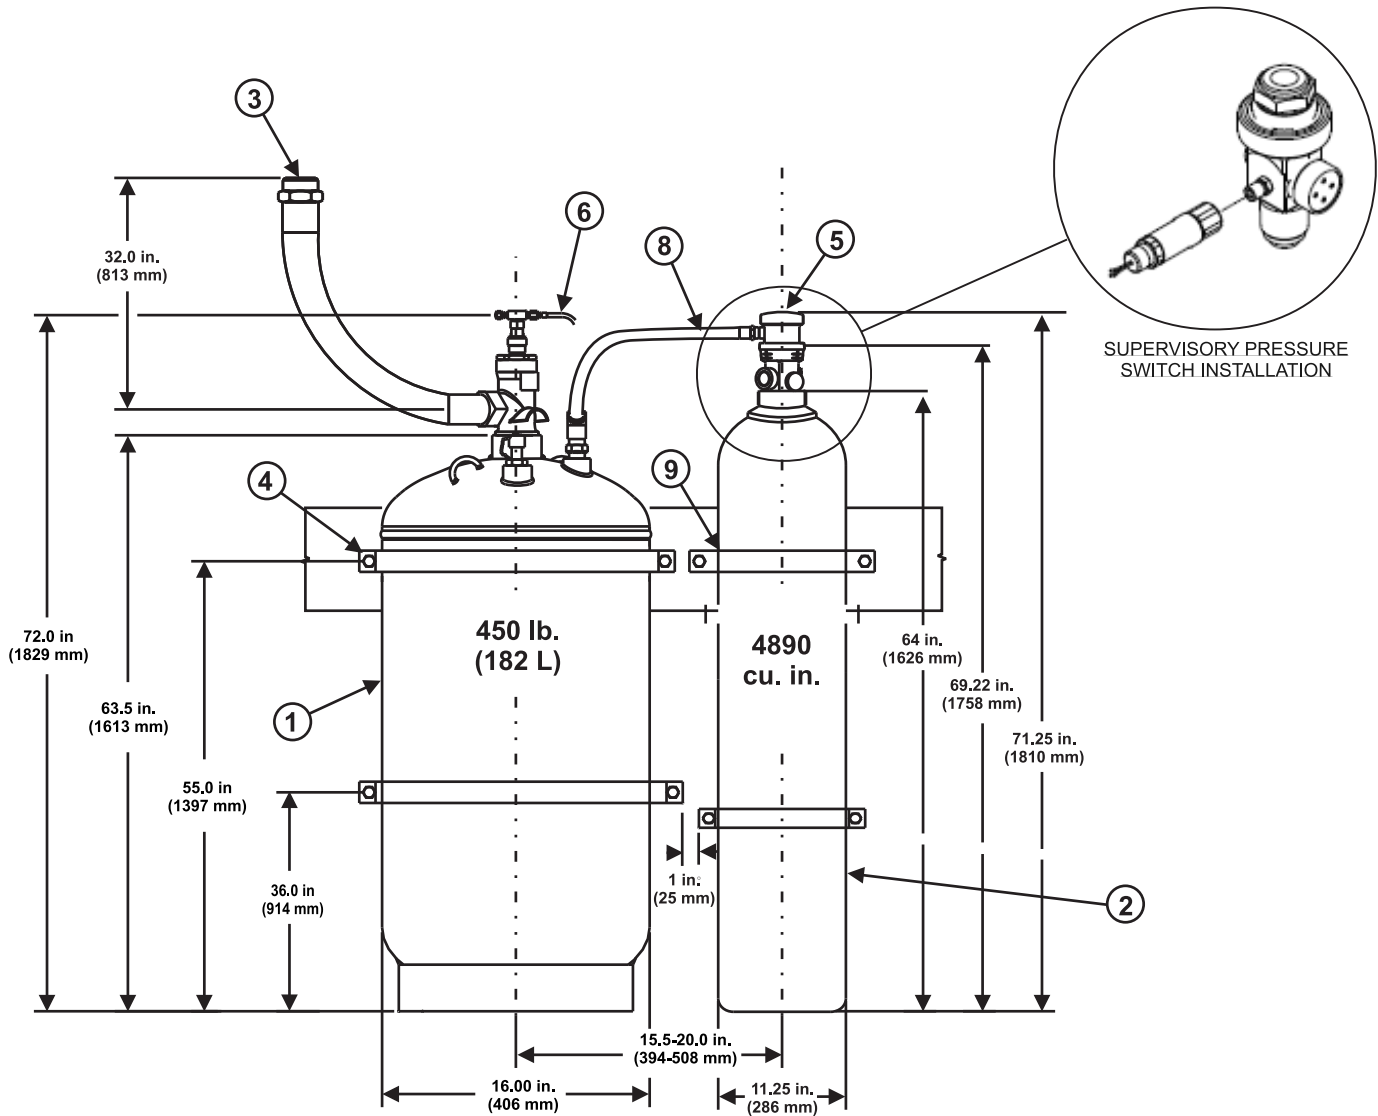 3
32.0 in.
(813 mm)
6
8
5
SUPERVISORY PRESSURE
SWITCH INSTALLATION
4
9
72.0 in
(1829 mm)
450 lb.
(182 L)
4890
cu. in.
64 in.
(1626 mm)
63.5 in.
(1613 mm)
1
69.22 in.
(1758 mm)
71.25 in.
(1810 mm)
55.0 in
(1397 mm)
36.0 in
(914 mm)
1 in.
(25 mm)
2
15.5-20.0 in.
(394-508 mm)
16.00 in.
(406 mm)
11.25 in.
(286 mm)